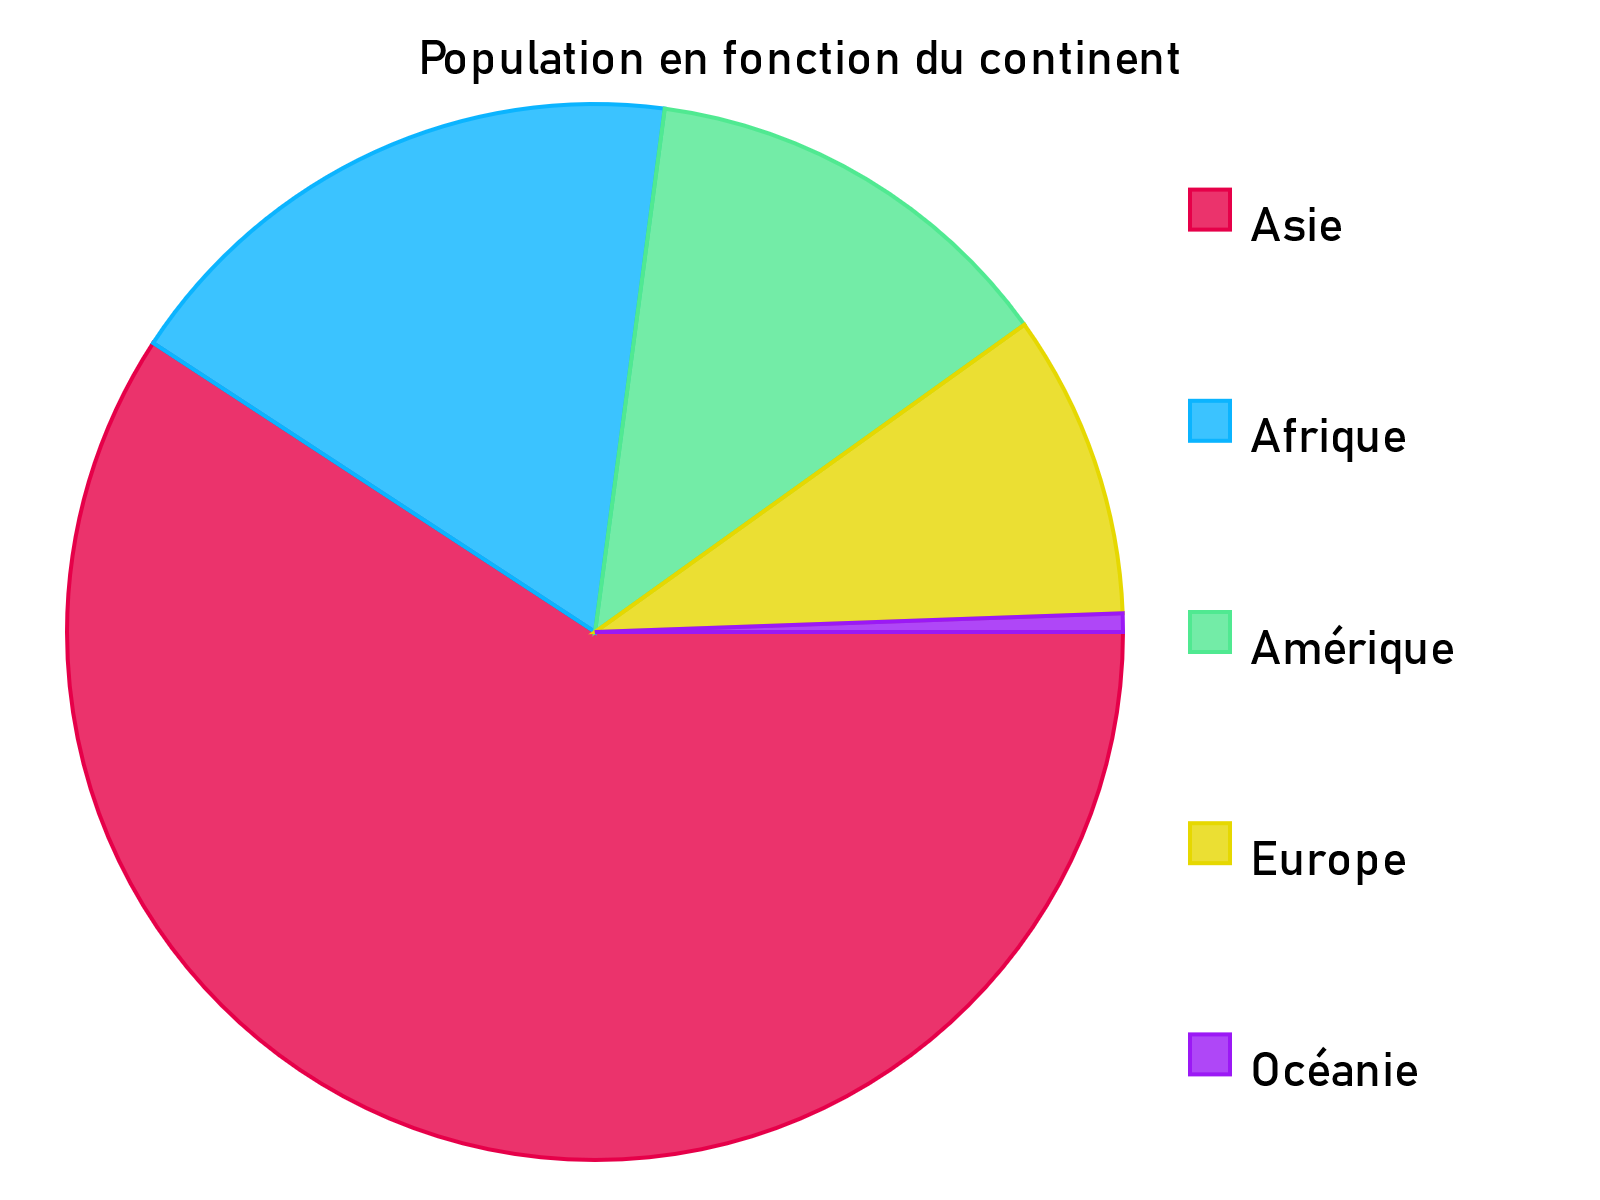 Population en fonction du continent
Asie
Afrique
Amérique
Europe
Océanie